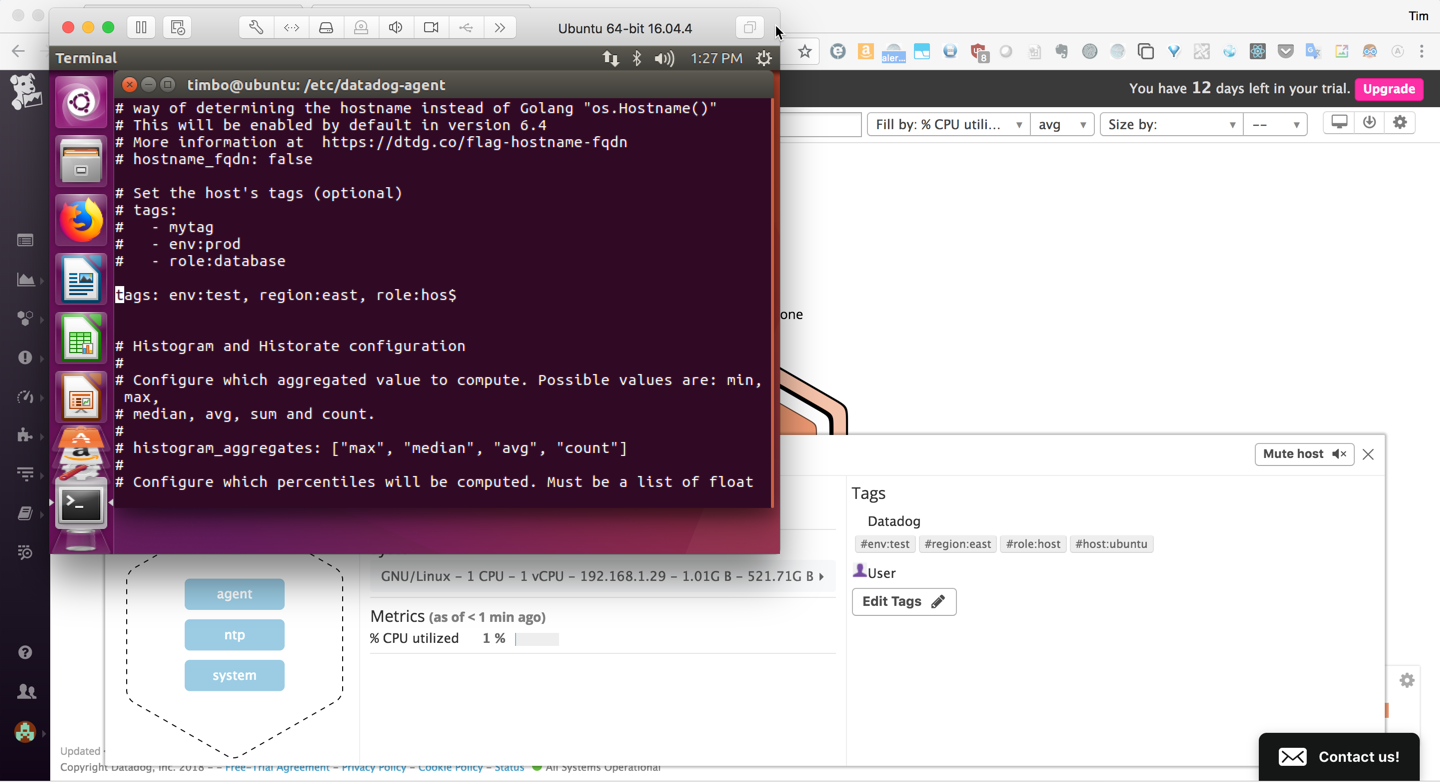 Ubuntu 64-bit 16.04.4
Tim
Terminal
1:27 PM
timbo@ubuntu: /etc/datadog-agent
# way of determining the hostname instead of Golang "os.Hostname()"
# This will be enabled by default in version 6.4
# More information at  https://dtdg.co/flag-hostname-fqdn
# hostname_fqdn: false
# Set the host's tags (optional)
# tags:
#   - mytag
#   - env:prod
#   - role:database
tags: env:test, region:east, role:hos$
# Histogram and Historate configuration
#
# Configure which aggregated value to compute. Possible values are: min,
max,
# median, avg, sum and count.
#
# histogram_aggregates: ["max", "median", "avg", "count"]
#
# Configure which percentiles will be computed. Must be a list of float
aler...
8
You have 12 days left in your trial.
Upgrade
Fill by: % CPU utili...
avg
Size by:
--
one
Mute host
Tags
Datadog
#env:test #region:east #role:host #host:ubuntu
User
Edit Tags
agent
ntp
system
GNU/Linux – 1 CPU – 1 vCPU – 192.168.1.29 – 1.01G B – 521.71G B
Metrics (as of < 1 min ago)
% CPU utilized 1 %
Updated
Copyright Datadog, Inc. 2018 – – Free-Trial Agreement – Privacy Policy – Cookie Policy – Status All Systems Operational
Contact us!